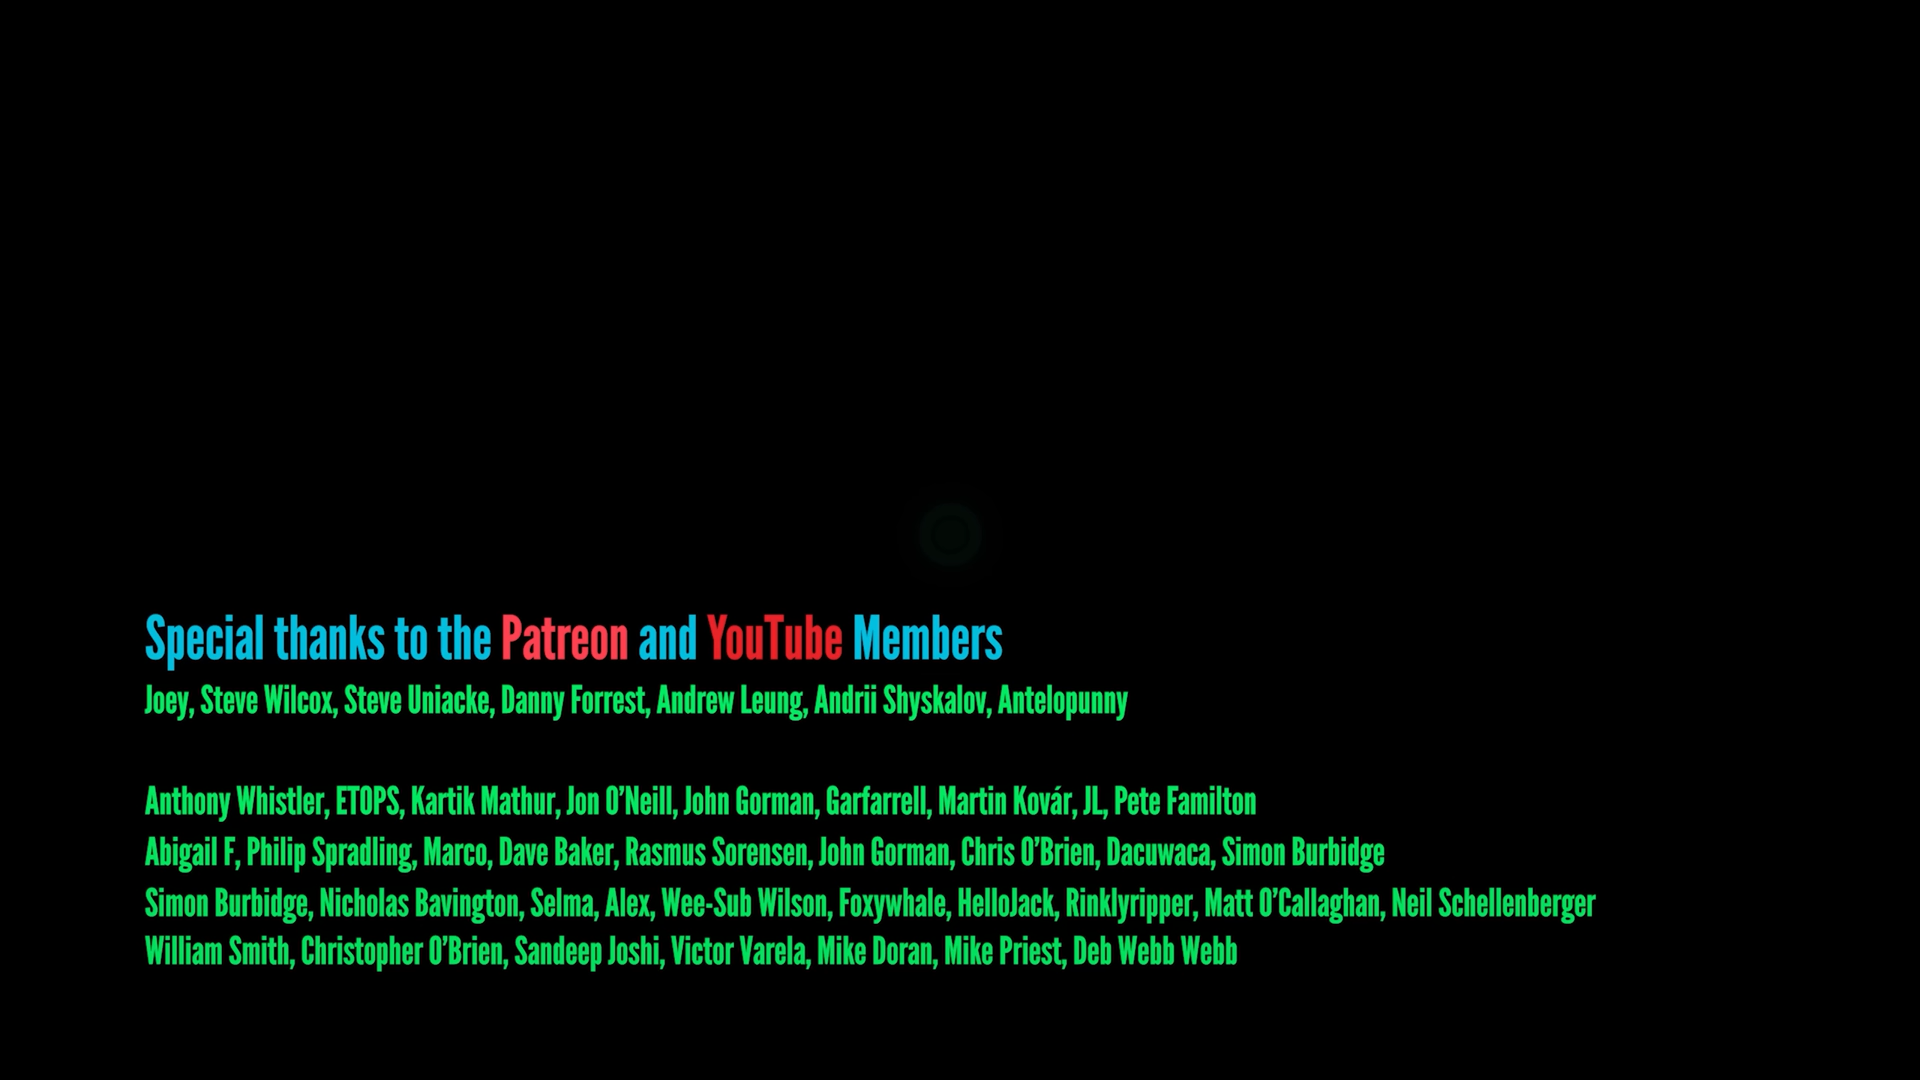 Special thanks to the Patreon and YouTube Members
Joey, Steve Wilcox, Steve Uniacke, Danny Forrest, Andrew Leung, Andrii Shyskalov, Antelopunny
Anthony Whistler, ETOPS, Kartik Mathur, Jon O’Neill, John Gorman, Garfarrell, Martin Kovár, JL, Pete Familton
Abigail F, Philip Spradling, Marco, Dave Baker, Rasmus Sorensen, John Gorman, Chris O’Brien, Dacuwaca, Simon Burbidge
Simon Burbidge, Nicholas Bavington, Selma, Alex, Wee-Sub Wilson, Foxywhale, HelloJack, Rinklyripper, Matt O’Callaghan, Neil Schellenberger
William Smith, Christopher O’Brien, Sandeep Joshi, Victor Varela, Mike Doran, Mike Priest, Deb Webb Webb